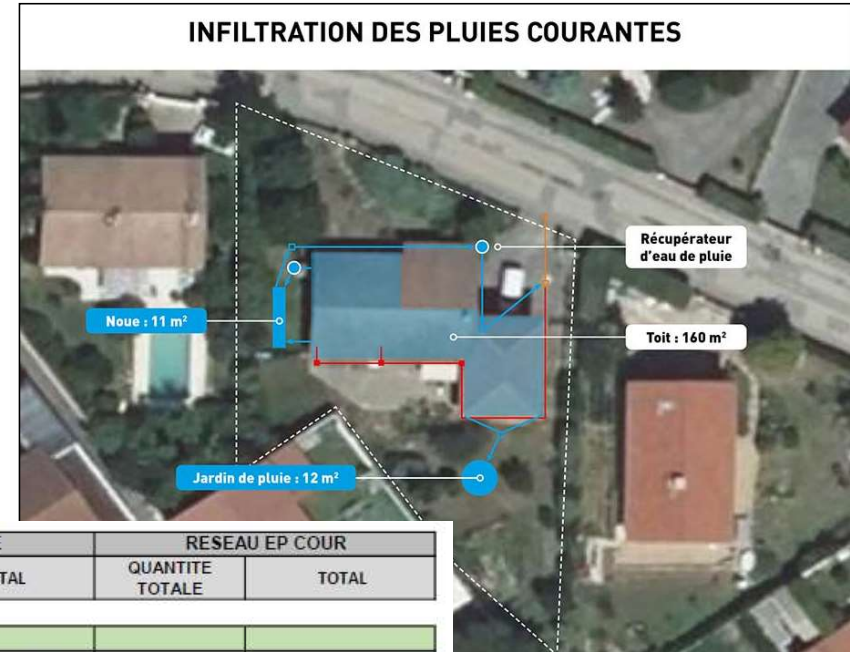 INFILTRATION DES PLUIES COURANTES
Récupérateur
d'eau de pluie
Noue : 11 m²
Toit : 160 m²
Jardin de pluie : 12 m²
RESEAU EP COUR
QUANTITE
TOTALE
TOTAL